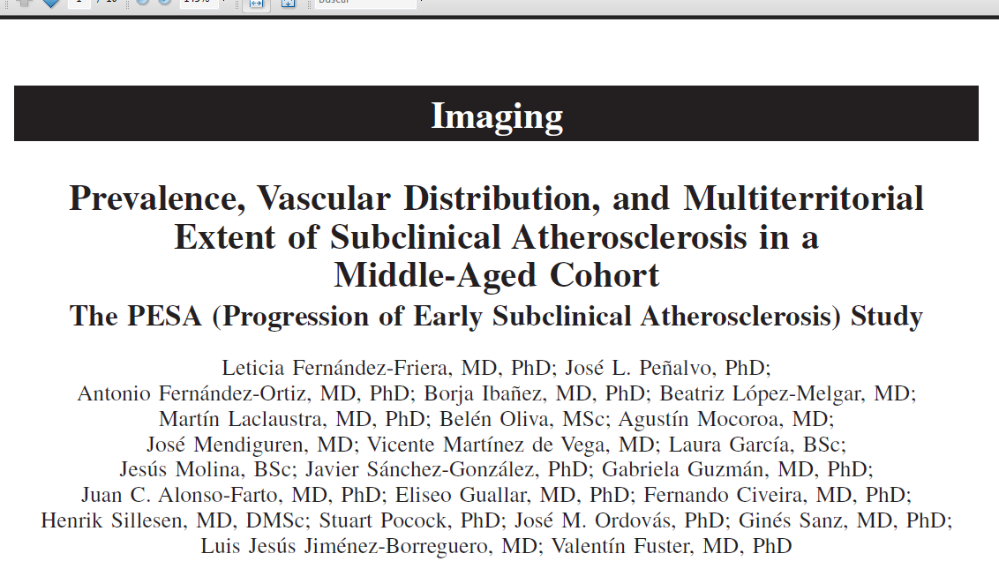 Imaging
Prevalence, Vascular Distribution, and Multiterritorial
Extent of Subclinical Atherosclerosis in a
Middle-Aged Cohort
The PESA (Progression of Early Subclinical Atherosclerosis) Study
Leticia Fernández-Friera, MD, PhD; José L. Peñalvo, PhD;
Antonio Fernández-Ortiz, MD, PhD; Borja Ibañez, MD, PhD; Beatriz López-Melgar, MD;
Martín Laclaustra, MD, PhD; Belén Oliva, MSc; Agustín Mocoroa, MD;
José Mendiguren, MD; Vicente Martínez de Vega, MD; Laura García, BSc;
Jesús Molina, BSc; Javier Sánchez-González, PhD; Gabriela Guzmán, MD, PhD;
Juan C. Alonso-Farto, MD, PhD; Eliseo Guallar, MD, PhD; Fernando Civeira, MD, PhD;
Henrik Sillesen, MD, DMSc; Stuart Pocock, PhD; José M. Ordovás, PhD; Ginés Sanz, MD, PhD;
Luis Jesús Jiménez-Borreguero, MD; Valentín Fuster, MD, PhD